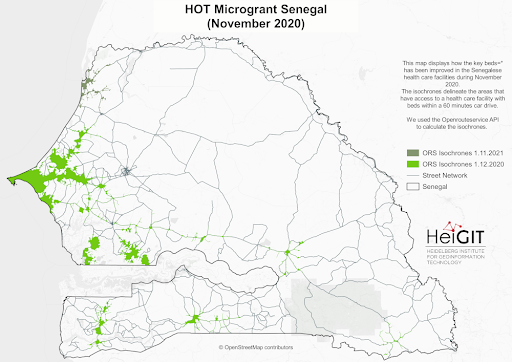 HOT Microgrant Senegal
(November 2020)
This map displays how the key beds=*
has been improved in the Senegalese
health care facilities during November
2020.
The isochrones delineate the areas that
have access to a health care facility with
beds within a 60 minutes car drive.
We used the Openrouteservice API
to calculate the isochrones.
ORS Isochrones 1.11.2021
ORS Isochrones 1.12.2020
Street Network
Senegal
HeiGIT
HEIDELBERG INSTITUTE
FOR GEOINFORMATION
TECHNOLOGY
© OpenStreetMap contributors